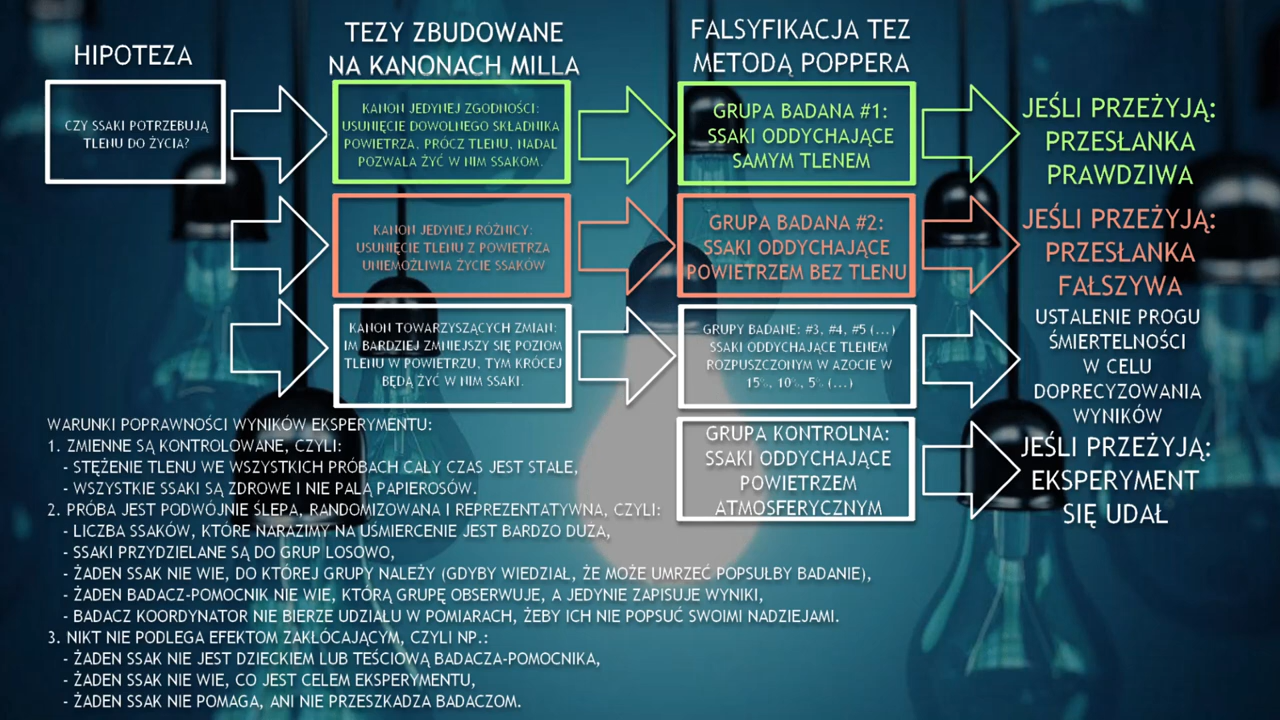 HIPOTEZA
CZY SSAKI POTRZEBUJĄ
TLENU DO ŻYCIA?
TEZY ZBUDOWANE
NA KANONACH MILLA
KANON JEDYNEJ ZGODNOŚCI:
USUNIĘCIE DOWOLNEGO SKŁADNIKA
POWIETRZA, PRÓCZ TLENU, NADAL
POZWALA ŻYĆ W NIM SSAKOM.
KANON JEDYNEJ RÓŻNICY:
USUNIĘCIE TLENU Z POWIETRZA
UNIEMOŻLIWIA ŻYCIE SSAKÓW
KANON TOWARZYSZĄCYCH ZMIAN:
IM BARDZIEJ ZMNIEJSZY SIĘ POZIOM
TLENU W POWIETRZU, TYM KRÓCEJ
BĘDĄ ŻYĆ W NIM SSAKI.
FALSYFIKACJA TEZ
METODĄ POPPERA
GRUPA BADANA #1:
SSAKI ODDYCHAJĄCE
SAMYM TLENEM
GRUPA BADANA #2:
SSAKI ODDYCHAJĄCE
POWIETRZEM BEZ TLENU
GRUPY BADANE: #3, #4, #5 (...)
SSAKI ODDYCHAJĄCE TLENEM
ROZPUSZCZONYM W AZOCIE W
15%, 10%, 5% (...)
GRUPA KONTROLNA:
SSAKI ODDYCHAJĄCE
POWIETRZEM
ATMOSFERYCZNYM
JEŚLI PRZEŻYJĄ:
PRZESŁANKA
PRAWDZIWA
JEŚLI PRZEŻYJĄ:
PRZESŁANKA
FAŁSZYWA
USTALENIE PROGU
ŚMIERTELNOŚCI
W CELU
DOPRECYZOWANIA
WYNIKÓW
JEŚLI PRZEŻYJĄ:
EKSPERYMENT
SIĘ UDAŁ
WARUNKI POPRAWNOŚCI WYNIKÓW EKSPERYMENTU:
1. ZMIENNE SĄ KONTROLOWANE, CZYLI:
- STĘŻENIE TLENU WE WSZYSTKICH PRÓBACH CAŁY CZAS JEST STAŁE,
- WSZYSTKIE SSAKI SĄ ZDROWE I NIE PALĄ PAPIEROSÓW.
2. PRÓBA JEST PODWÓJNIE ŚLEPA, RANDOMIZOWANA I REPREZENTATYWNA, CZYLI:
- LICZBA SSAKÓW, KTÓRE NARAZIMY NA UŚMIERCENIE JEST BARDZO DUŻA,
- SSAKI PRZYDZIELANE SĄ DO GRUP LOSOWO,
- ŻADEN SSAK NIE WIE, DO KTÓREJ GRUPY NALEŻY (GDYBY WIEDZIAŁ, ŻE MOŻE UMRZEĆ POPSUŁBY BADANIE),
- ŻADEN BADACZ-POMOCNIK NIE WIE, KTÓRĄ GRUPĘ OBSERWUJE, A JEDYNIE ZAPISUJE WYNIKI,
- BADACZ KOORDYNATOR NIE BIERZE UDZIAŁU W POMIARACH, ŻEBY ICH NIE POPSUĆ SWOIMI NADZIEJAMI.
3. NIKT NIE PODLEGA EFEKTOM ZAKŁÓCAJĄCYM, CZYLI NP.:
- ŻADEN SSAK NIE JEST DZIECKIEM LUB TEŚCIOWĄ BADACZA-POMOCNIKA,
- ŻADEN SSAK NIE WIE, CO JEST CELEM EKSPERYMENTU,
- ŻADEN SSAK NIE POMAGA, ANI NIE PRZESZKADZA BADACZOM.